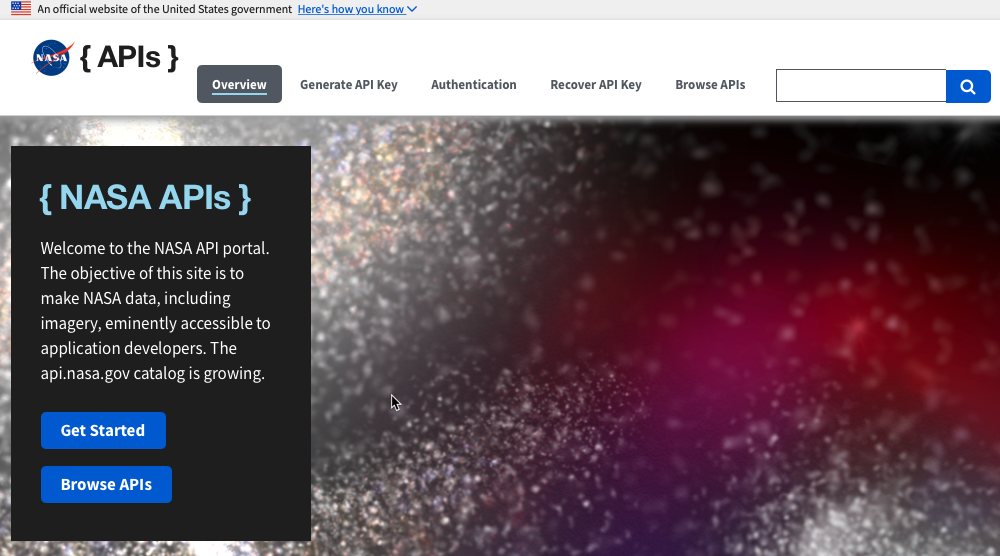 An official website of the United States government Here's how you know
NASA { APIs }
Overview Generate API Key Authentication Recover API Key Browse APIs
{ NASA APIs }
Welcome to the NASA API portal.
The objective of this site is to
make NASA data, including
imagery, eminently accessible to
application developers. The
api.nasa.gov catalog is growing.
Get Started
Browse APIs